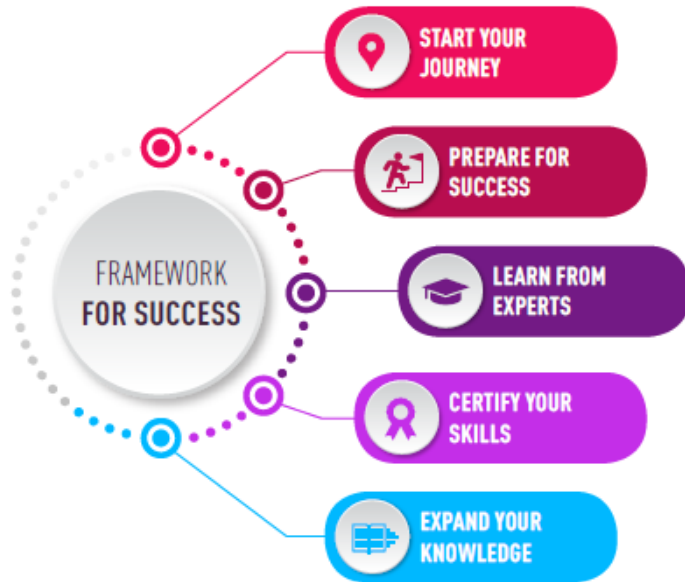 START YOUR
JOURNEY
PREPARE FOR
SUCCESS
FRAMEWORK
FOR SUCCESS
LEARN FROM
EXPERTS
CERTIFY YOUR
SKILLS
EXPAND YOUR
KNOWLEDGE